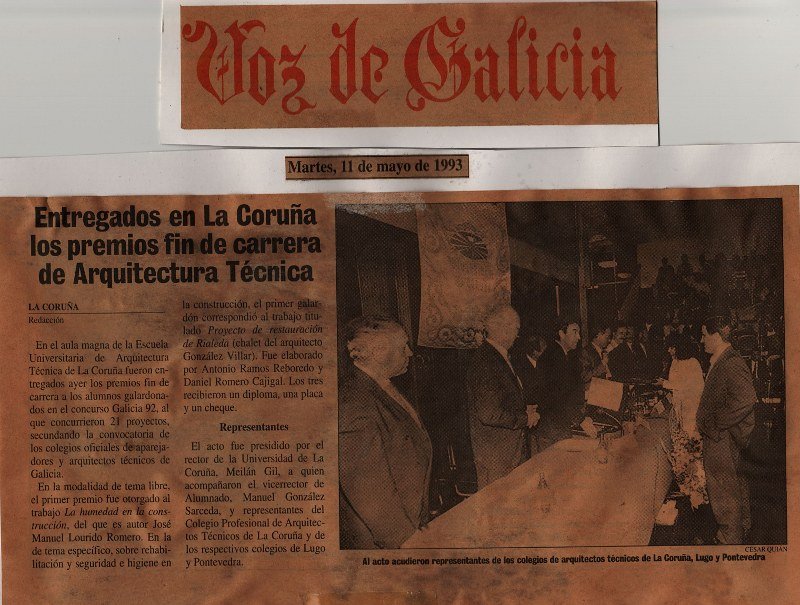 Voz de Galicia
Martes, 11 de mayo de 1993
Entregados en La Coruña
los premios fin de carrera
de Arquitectura Técnica
LA CORUÑA
Redacción
En el aula magna de la Escuela
Universitaria de Arquitectura
Técnica de La Coruña fueron en-
tregados ayer los premios fin de
carrera a los alumnos galardona-
dos en el concurso Galicia 92, al
que concurrieron 21 proyectos,
secundando la convocatoria de
los colegios oficiales de apareja-
dores y arquitectos técnicos de
Galicia.
En la modalidad de tema libre,
el primer premio fue otorgado al
trabajo La humedad en la cons-
trucción, del que es autor José
Manuel Lourido Romero. En la
de tema específico, sobre rehabi-
litación y seguridad e higiene en
la construcción, el primer galar-
dón correspondió al trabajo titu-
lado Proyecto de restauración
de Rialeda (chalet del arquitecto
González Villar). Fue elaborado
por Antonio Ramos Reboredo y
Daniel Romero Cajigal. Los tres
recibieron un diploma, una placa
y un cheque.
Representantes
El acto fue presidido por el
rector de la Universidad de La
Coruña, Meilán Gil, a quien
acompañaron el vicerrector de
Alumnado, Manuel González
Sarceda, y representantes del
Colegio Profesional de Arquitec-
tos Técnicos de La Coruña y de
los respectivos colegios de Lugo
y Pontevedra.
CESAR QUIAN
Al acto acudieron representantes de los colegios de arquitectos técnicos de La Coruña, Lugo y Pontevedra